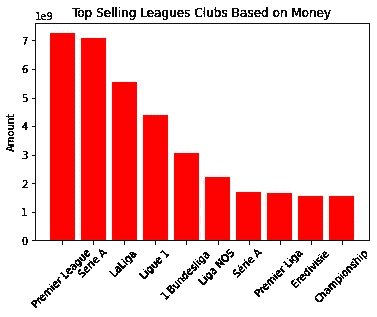 Top Selling Leagues Clubs Based on Money
1e9
7
6
5
4
3
2
1
0
Amount
Premier League
Serie A
LaLiga
Ligue 1
1.Bundesliga
Liga NOS
Série A
Premier Liga
Eredivisie
Championship